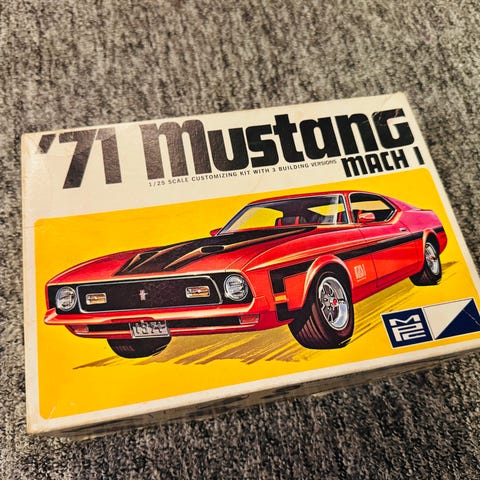 '71 Mustang
MACH 1
1/25 SCALE CUSTOMIZING KIT WITH 3 BUILDING VERSIONS
MPC